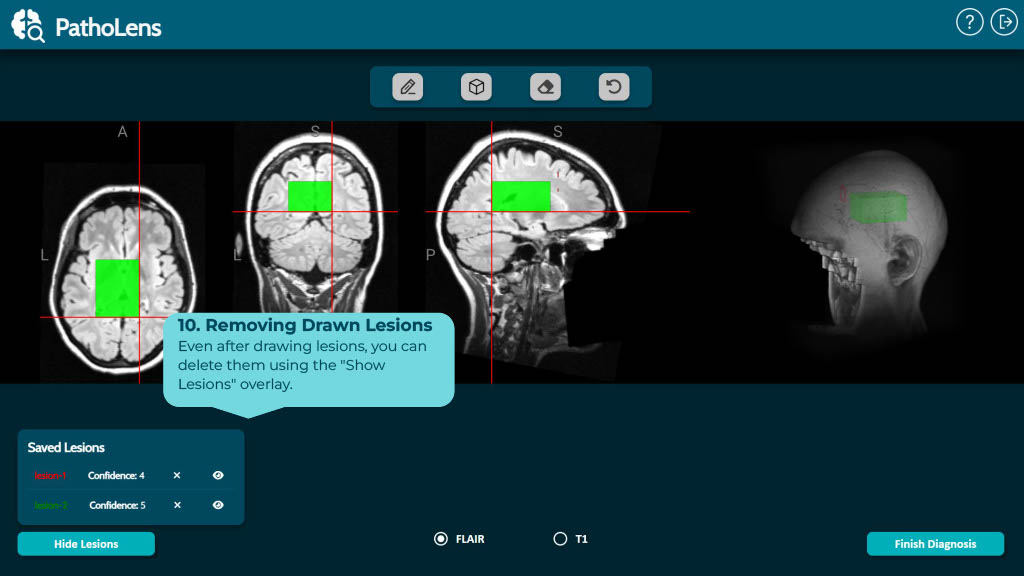 PathoLens
?
A
S
S
L
L
P
10. Removing Drawn Lesions
Even after drawing lesions, you can
delete them using the "Show
Lesions" overlay.
Saved Lesions
lesion-1 Confidence: 4 ×
lesion-2 Confidence: 5 ×
Hide Lesions
FLAIR
T1
Finish Diagnosis